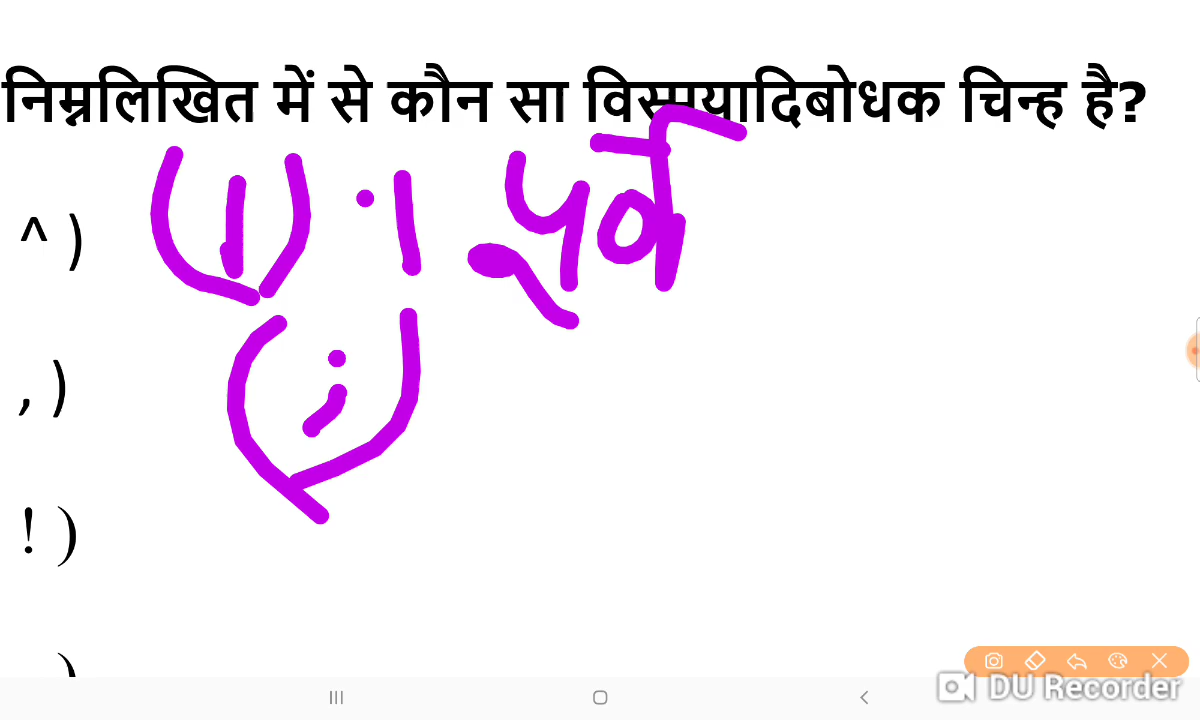 निम्नलिखित में से कौन सा विस्मयादिबोधक चिन्ह है?
^ )
(।) . । पूर्व
, )
(;)
! )
)
DU Recorder